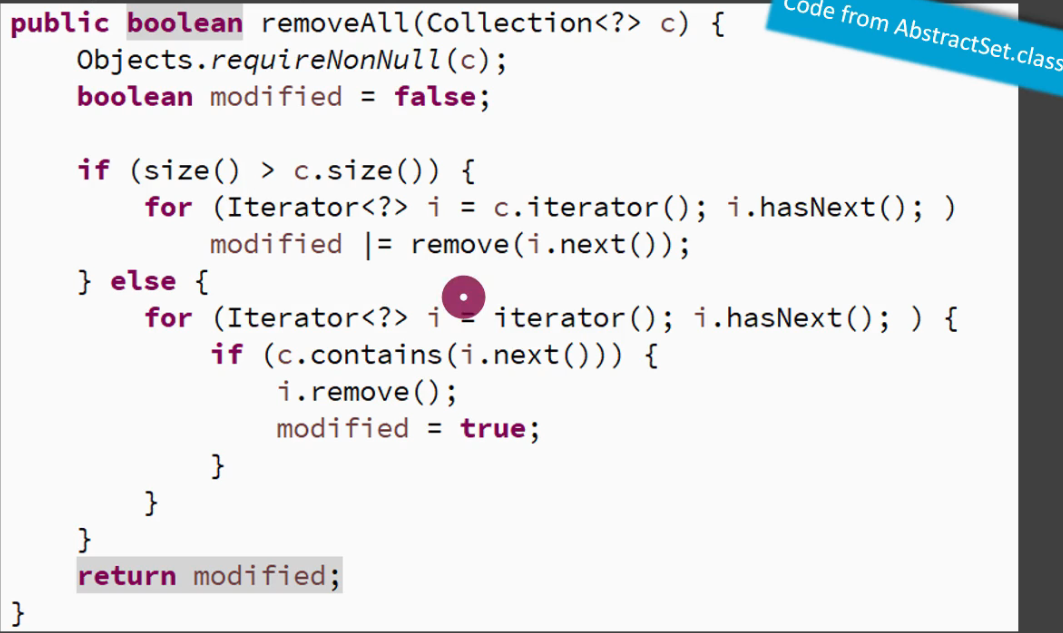 public boolean removeAll(Collection<?> c) {
    Objects.requireNonNull(c);
    boolean modified = false;

    if (size() > c.size()) {
        for (Iterator<?> i = c.iterator(); i.hasNext(); )
            modified |= remove(i.next());
    } else {
        for (Iterator<?> i = iterator(); i.hasNext(); ) {
            if (c.contains(i.next())) {
                i.remove();
                modified = true;
            }
        }
    }
    return modified;
}
Code from AbstractSet.class